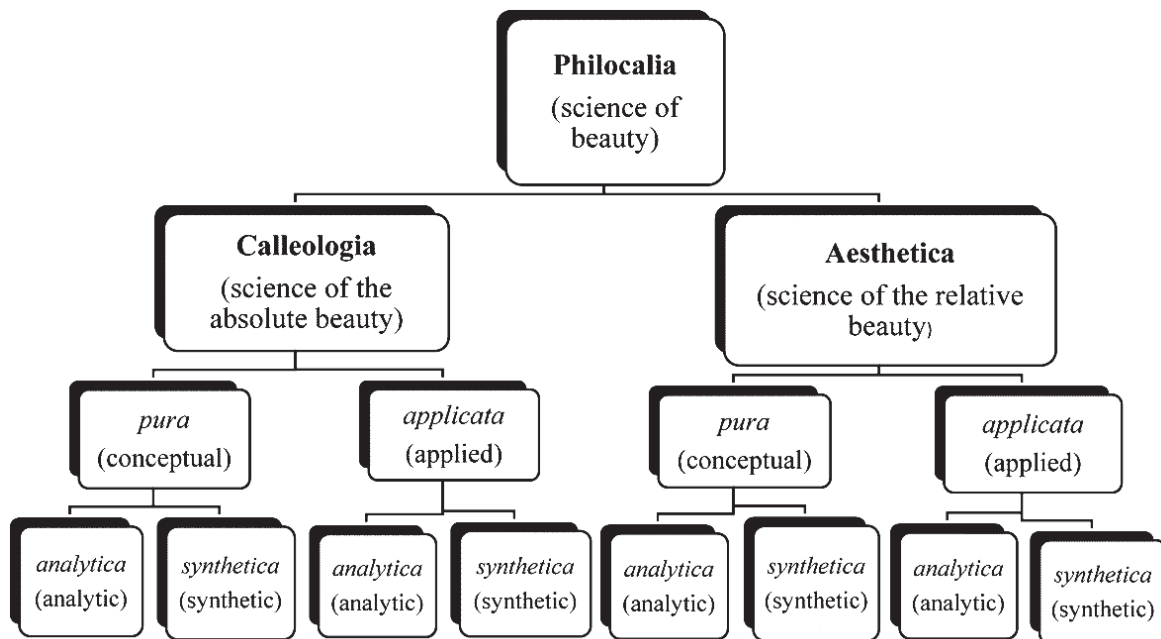 Philocalia
(science of
beauty)
Calleologia
(science of the
absolute beauty)
Aesthetica
(science of the relative
beauty)
pura
(conceptual)
applicata
(applied)
pura
(conceptual)
applicata
(applied)
analytica
(analytic)
synthetica
(synthetic)
analytica
(analytic)
synthetica
(synthetic)
analytica
(analytic)
synthetica
(synthetic)
analytica
(analytic)
synthetica
(synthetic)